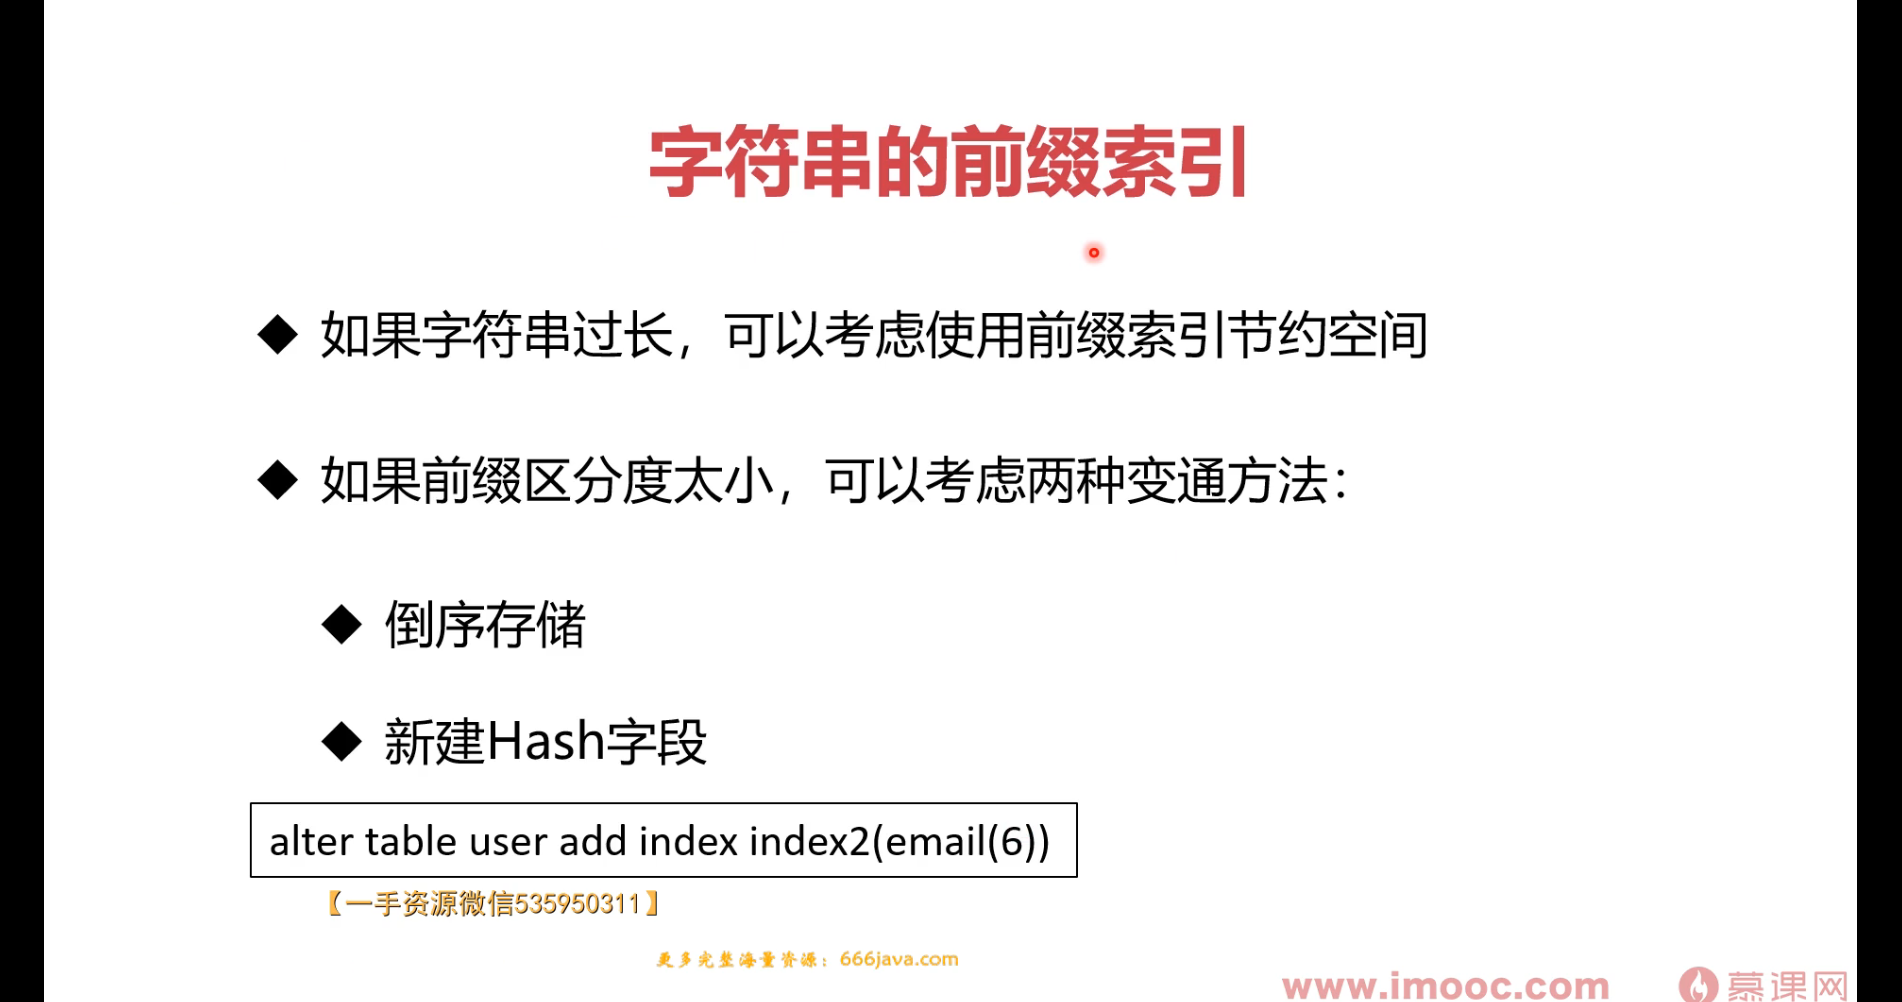 字符串的前缀索引
◆ 如果字符串过长，可以考虑使用前缀索引节约空间
◆ 如果前缀区分度太小，可以考虑两种变通方法：
◆ 倒序存储
◆ 新建Hash字段
alter table user add index index2(email(6))
【一手资源微信535950311】
更多完整海量资源：666java.com
www.imooc.com 慕课网